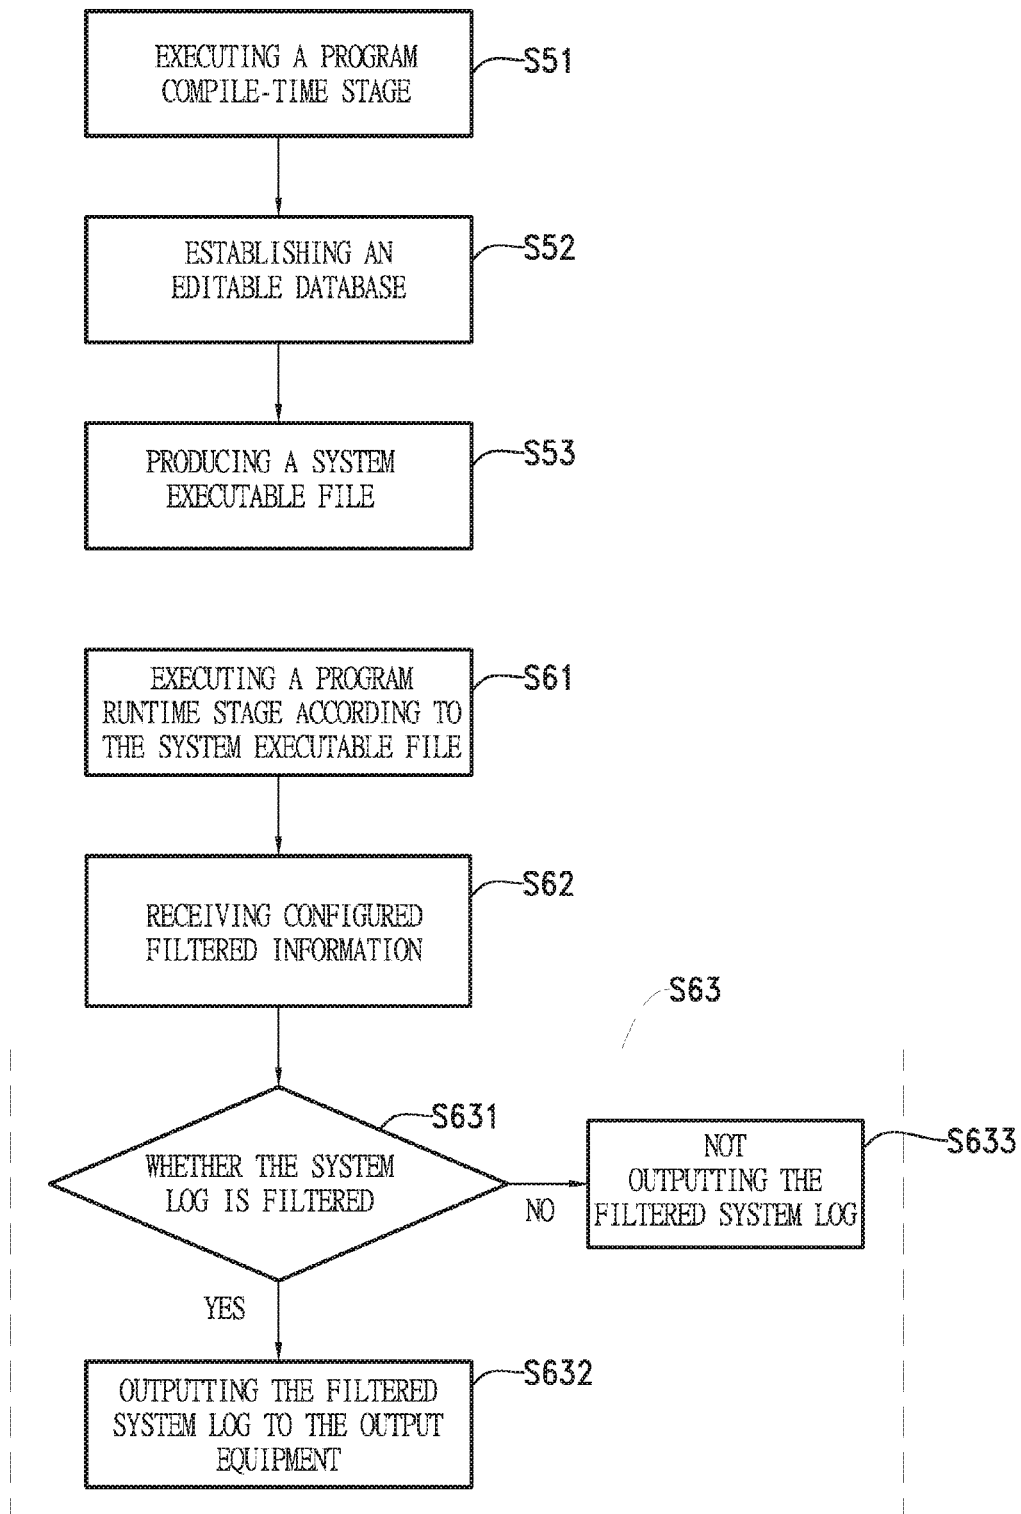 EXECUTING A PROGRAM
COMPILE-TIME STAGE
S51
ESTABLISHING AN
EDITABLE DATABASE
S52
PRODUCING A SYSTEM
EXECUTABLE FILE
S53
EXECUTING A PROGRAM
RUNTIME STAGE ACCORDING TO
THE SYSTEM EXECUTABLE FILE
S61
RECEIVING CONFIGURED
FILTERED INFORMATION
S62
S63
WHETHER THE SYSTEM
LOG IS FILTERED
S631
NO
NOT
OUTPUTTING THE
FILTERED SYSTEM LOG
S633
YES
OUTPUTTING THE FILTERED
SYSTEM LOG TO THE OUTPUT
EQUIPMENT
S632